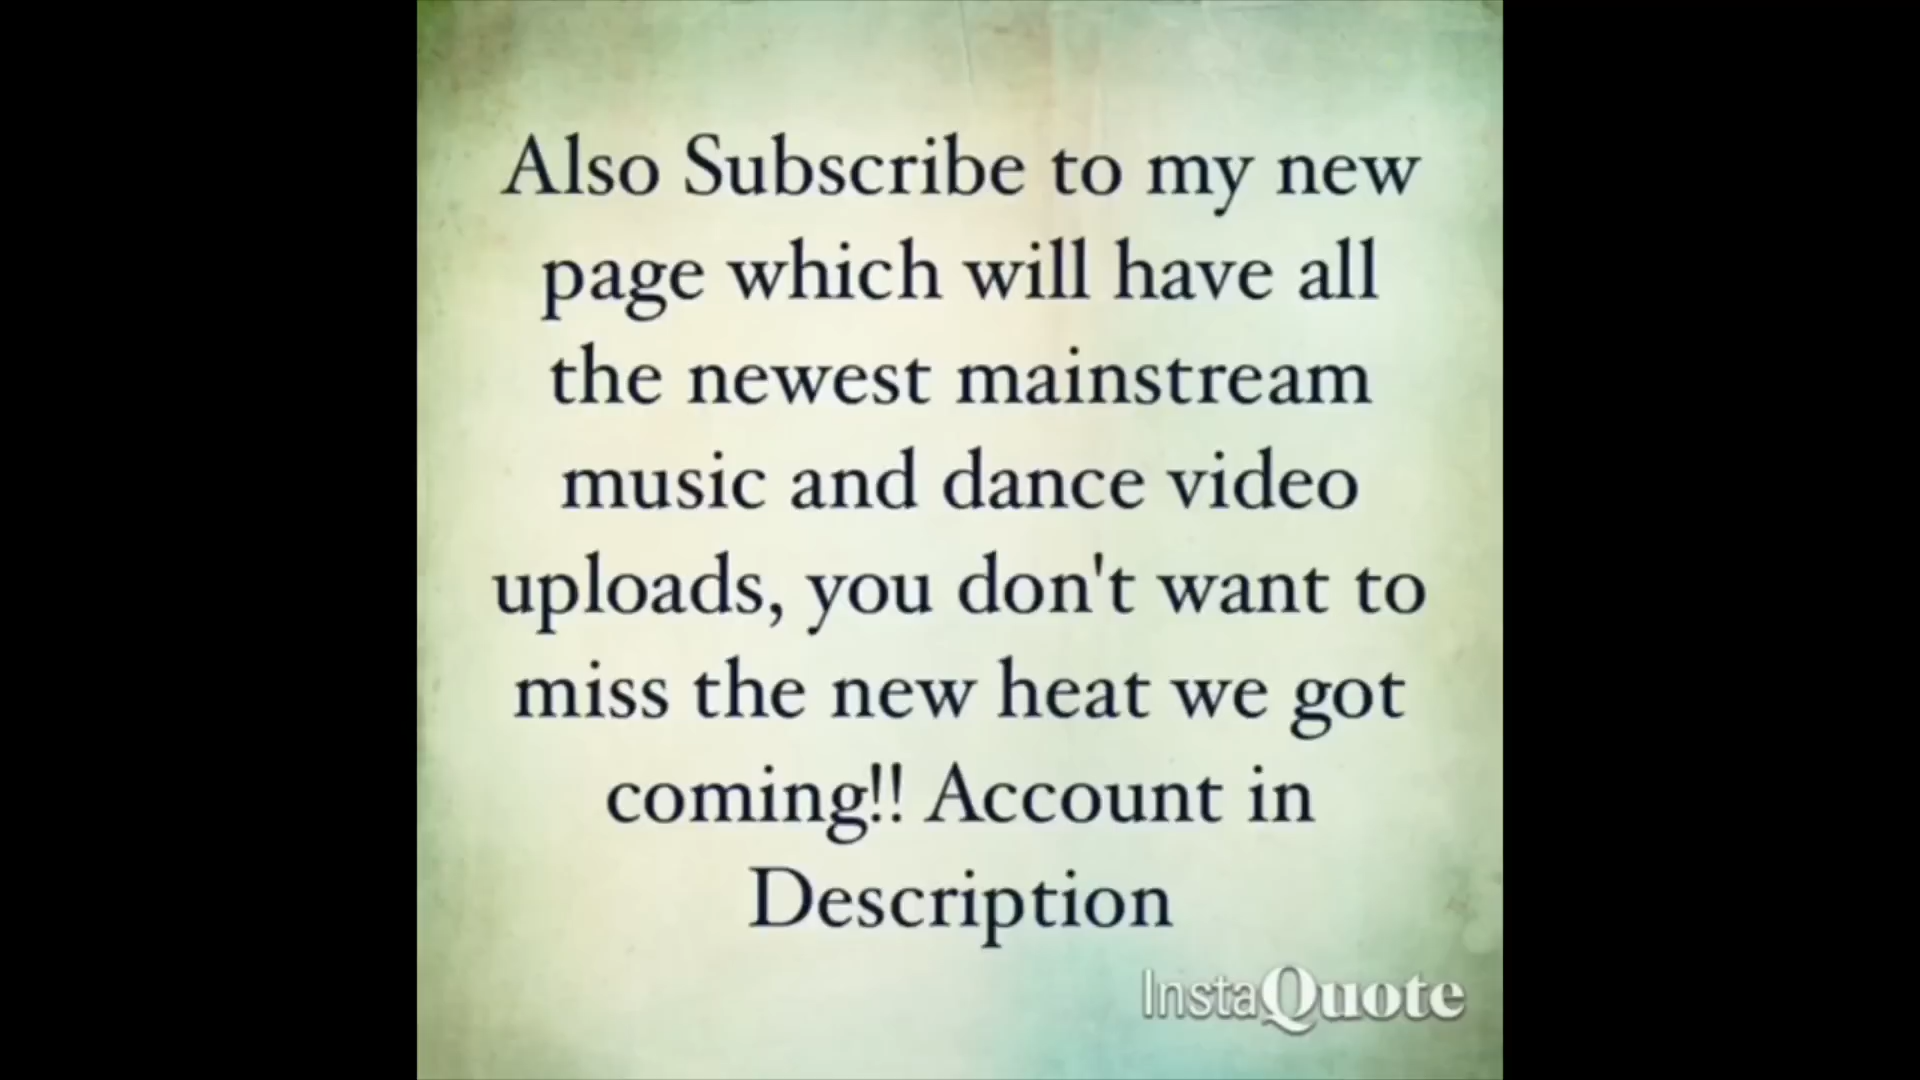 Also Subscribe to my new
page which will have all
the newest mainstream
music and dance video
uploads, you don't want to
miss the new heat we got
coming!! Account in
Description
InstaQuote